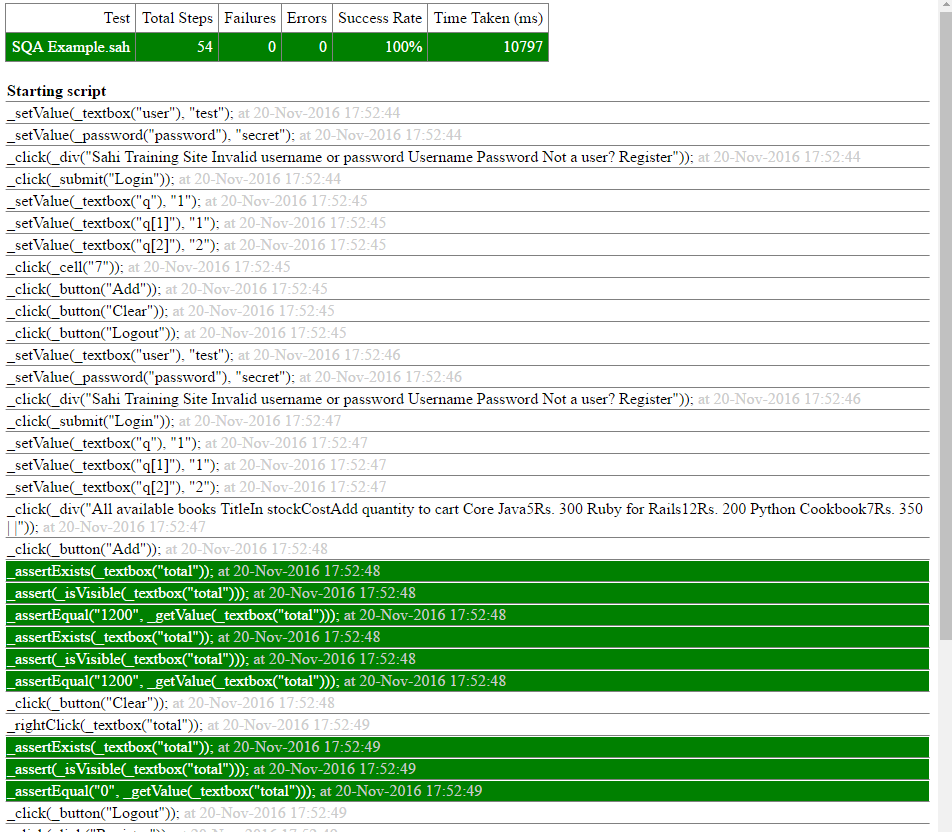 Test Total Steps Failures Errors Success Rate Time Taken (ms)
SQA Example.sah 54 0 0 100% 10797
Starting script
_setValue(_textbox("user"), "test"); at 20-Nov-2016 17:52:44
_setValue(_password("password"), "secret"); at 20-Nov-2016 17:52:44
_click(_div("Sahi Training Site Invalid username or password Username Password Not a user? Register")); at 20-Nov-2016 17:52:44
_click(_submit("Login")); at 20-Nov-2016 17:52:44
_setValue(_textbox("q"), "1"); at 20-Nov-2016 17:52:45
_setValue(_textbox("q[1]"), "1"); at 20-Nov-2016 17:52:45
_setValue(_textbox("q[2]"), "2"); at 20-Nov-2016 17:52:45
_click(_cell("7")); at 20-Nov-2016 17:52:45
_click(_button("Add")); at 20-Nov-2016 17:52:45
_click(_button("Clear")); at 20-Nov-2016 17:52:45
_click(_button("Logout")); at 20-Nov-2016 17:52:45
_setValue(_textbox("user"), "test"); at 20-Nov-2016 17:52:46
_setValue(_password("password"), "secret"); at 20-Nov-2016 17:52:46
_click(_div("Sahi Training Site Invalid username or password Username Password Not a user? Register")); at 20-Nov-2016 17:52:46
_click(_submit("Login")); at 20-Nov-2016 17:52:47
_setValue(_textbox("q"), "1"); at 20-Nov-2016 17:52:47
_setValue(_textbox("q[1]"), "1"); at 20-Nov-2016 17:52:47
_setValue(_textbox("q[2]"), "2"); at 20-Nov-2016 17:52:47
_click(_div("All available books TitleIn stockCostAdd quantity to cart Core Java5Rs. 300 Ruby for Rails12Rs. 200 Python Cookbook7Rs. 350
| |")); at 20-Nov-2016 17:52:47
_click(_button("Add")); at 20-Nov-2016 17:52:48
_assertExists(_textbox("total")); at 20-Nov-2016 17:52:48
_assert(_isVisible(_textbox("total"))); at 20-Nov-2016 17:52:48
_assertEqual("1200", _getValue(_textbox("total"))); at 20-Nov-2016 17:52:48
_assertExists(_textbox("total")); at 20-Nov-2016 17:52:48
_assert(_isVisible(_textbox("total"))); at 20-Nov-2016 17:52:48
_assertEqual("1200", _getValue(_textbox("total"))); at 20-Nov-2016 17:52:48
_click(_button("Clear")); at 20-Nov-2016 17:52:48
_rightClick(_textbox("total")); at 20-Nov-2016 17:52:49
_assertExists(_textbox("total")); at 20-Nov-2016 17:52:49
_assert(_isVisible(_textbox("total"))); at 20-Nov-2016 17:52:49
_assertEqual("0", _getValue(_textbox("total"))); at 20-Nov-2016 17:52:49
_click(_button("Logout")); at 20-Nov-2016 17:52:49